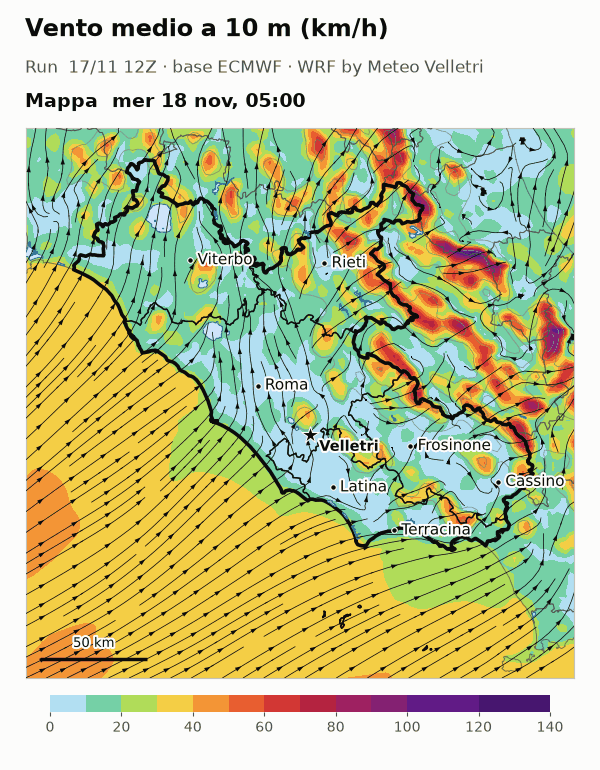 Vento medio a 10 m (km/h)
Run  17/11 12Z · base ECMWF · WRF by Meteo Velletri
Mappa  mer 18 nov, 05:00
Viterbo
Rieti
Roma
Velletri
Frosinone
Cassino
Latina
Terracina
50 km
0 20 40 60 80 100 120 140